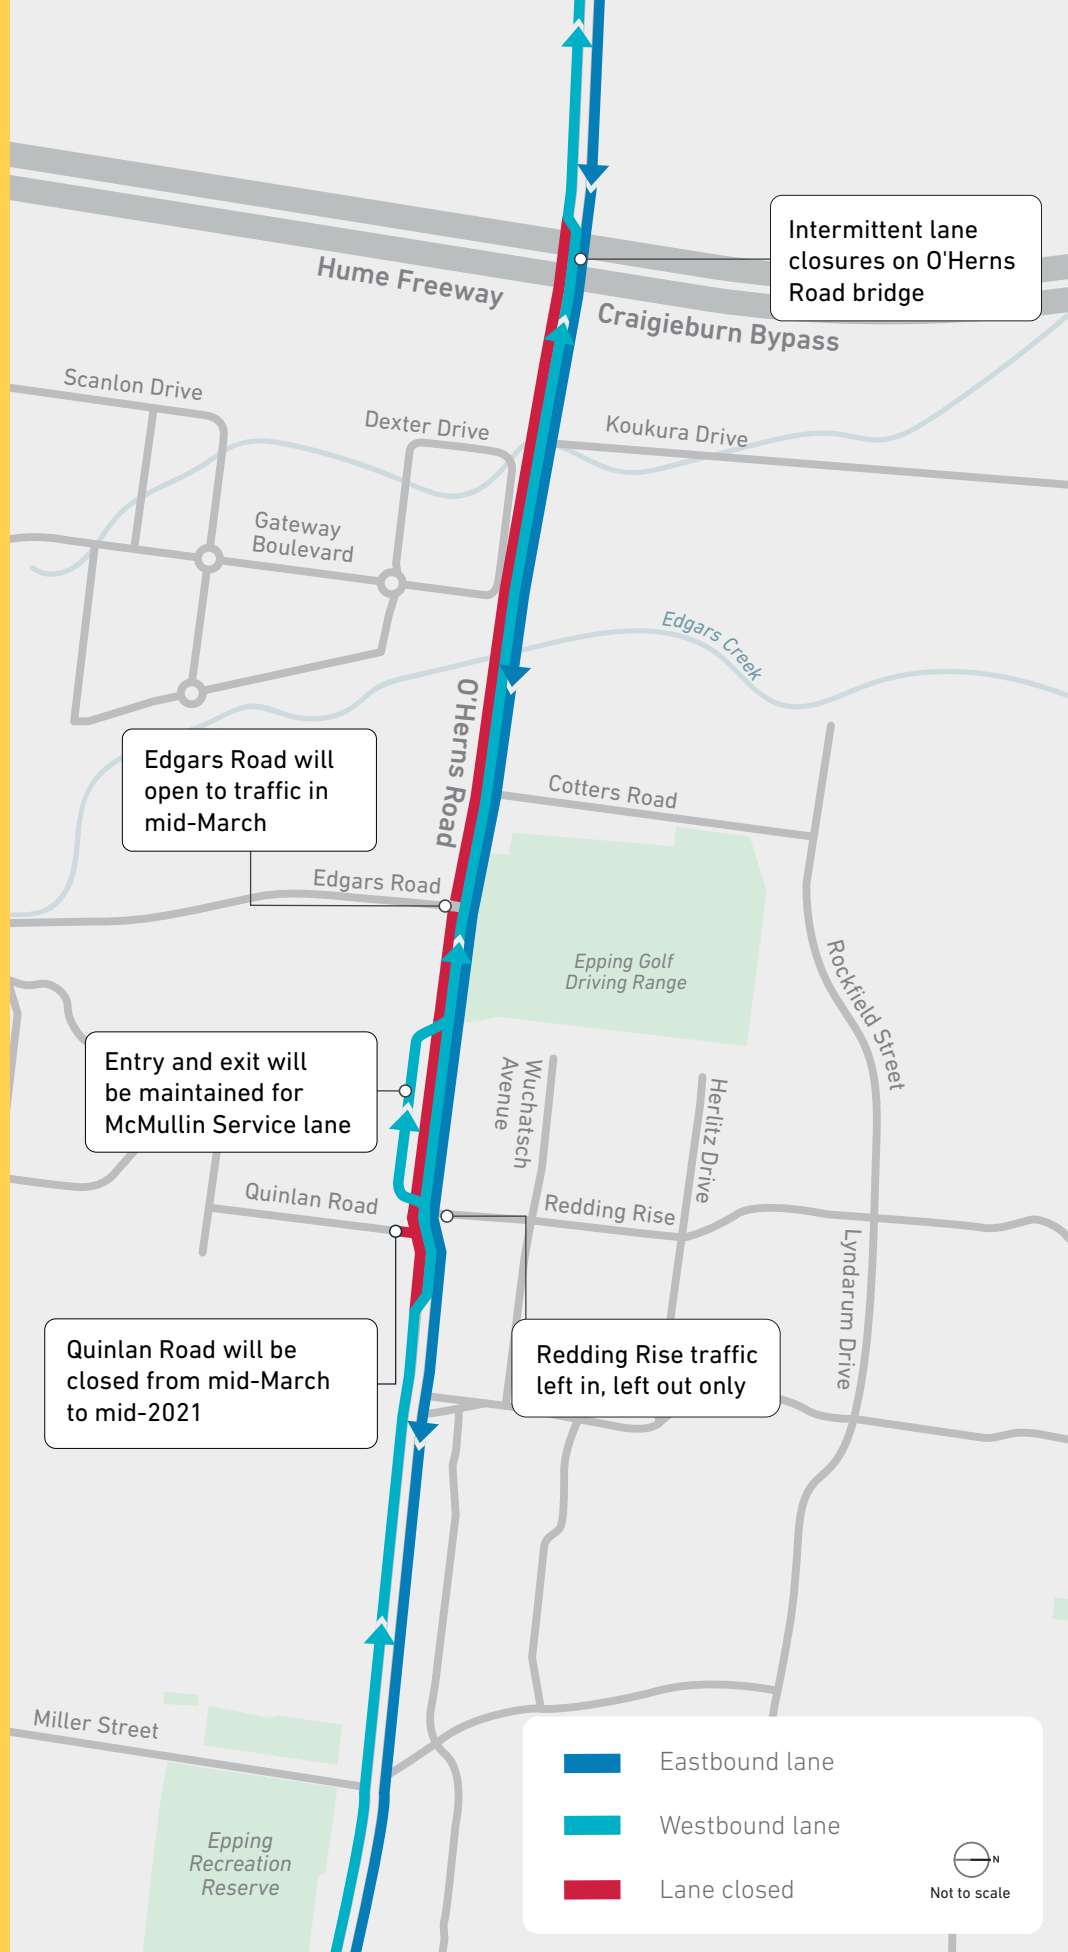 Intermittent lane
closures on O'Herns
Road bridge
Hume Freeway
Craigieburn Bypass
Scanlon Drive
Dexter Drive
Koukura Drive
Gateway
Boulevard
Edgars Creek
O'Herns Road
Edgars Road will
open to traffic in
mid-March
Cotters Road
Edgars Road
Epping Golf
Driving Range
Rockfield Street
Entry and exit will
be maintained for
McMullin Service lane
Wuchatsch
Avenue
Herlitz Drive
Quinlan Road
Redding Rise
Lyndarum Drive
Quinlan Road will be
closed from mid-March
to mid-2021
Redding Rise traffic
left in, left out only
Miller Street
Epping
Recreation
Reserve
Eastbound lane
Westbound lane
Lane closed
N
Not to scale